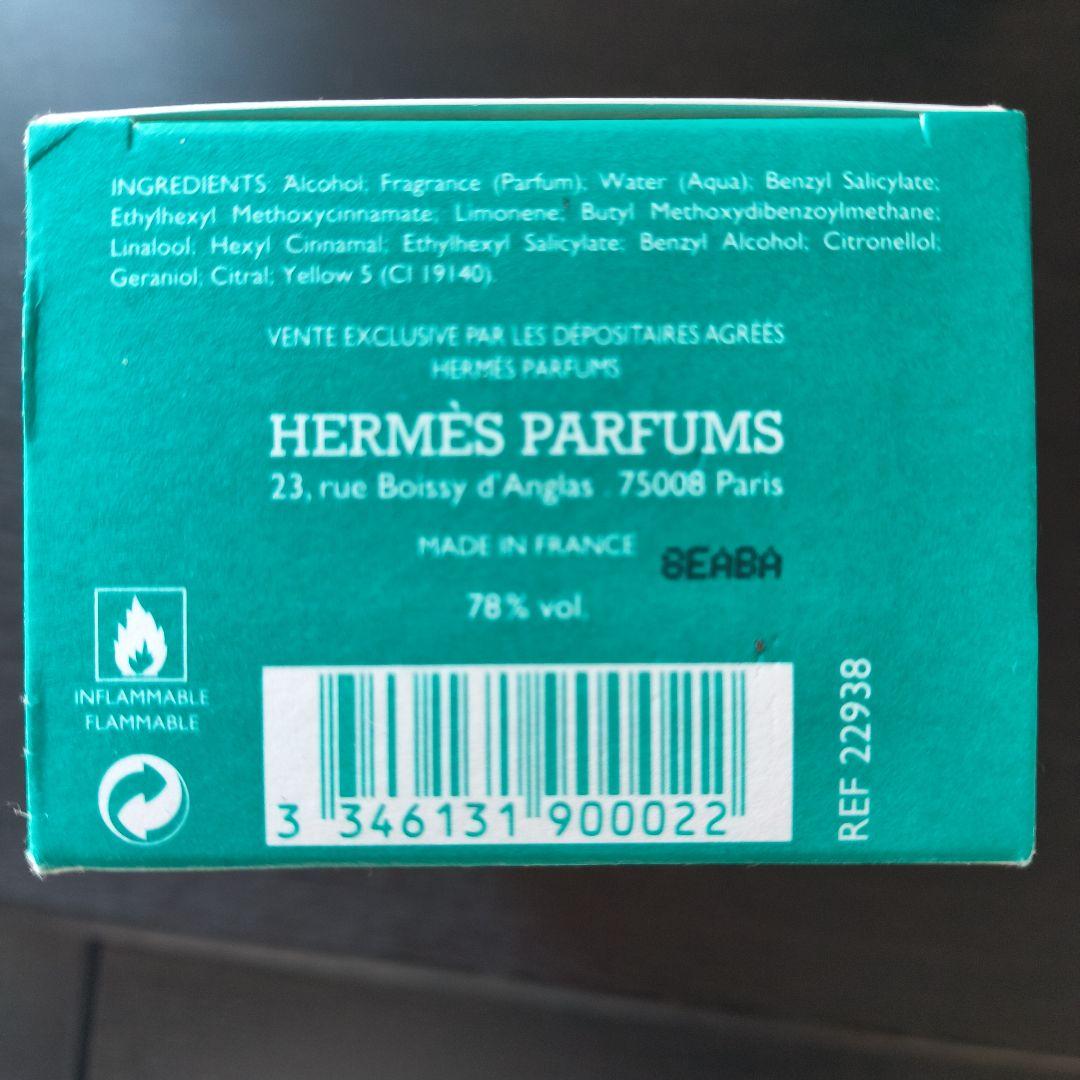 INGREDIENTS: Alcohol; Fragrance (Parfum); Water (Aqua); Benzyl Salicylate;
Ethylhexyl Methoxycinnamate; Limonene; Butyl Methoxydibenzoylmethane;
Linalool; Hexyl Cinnamal; Ethylhexyl Salicylate; Benzyl Alcohol; Citronellol;
Geraniol; Citral; Yellow 5 (CI 19140).
VENTE EXCLUSIVE PAR LES DÉPOSITAIRES AGRÉÉS
HERMÈS PARFUMS
HERMÈS PARFUMS
23, rue Boissy d'Anglas . 75008 Paris
MADE IN FRANCE
8EABA
78% vol.
INFLAMMABLE
FLAMMABLE
3 346131 900022
REF 22938